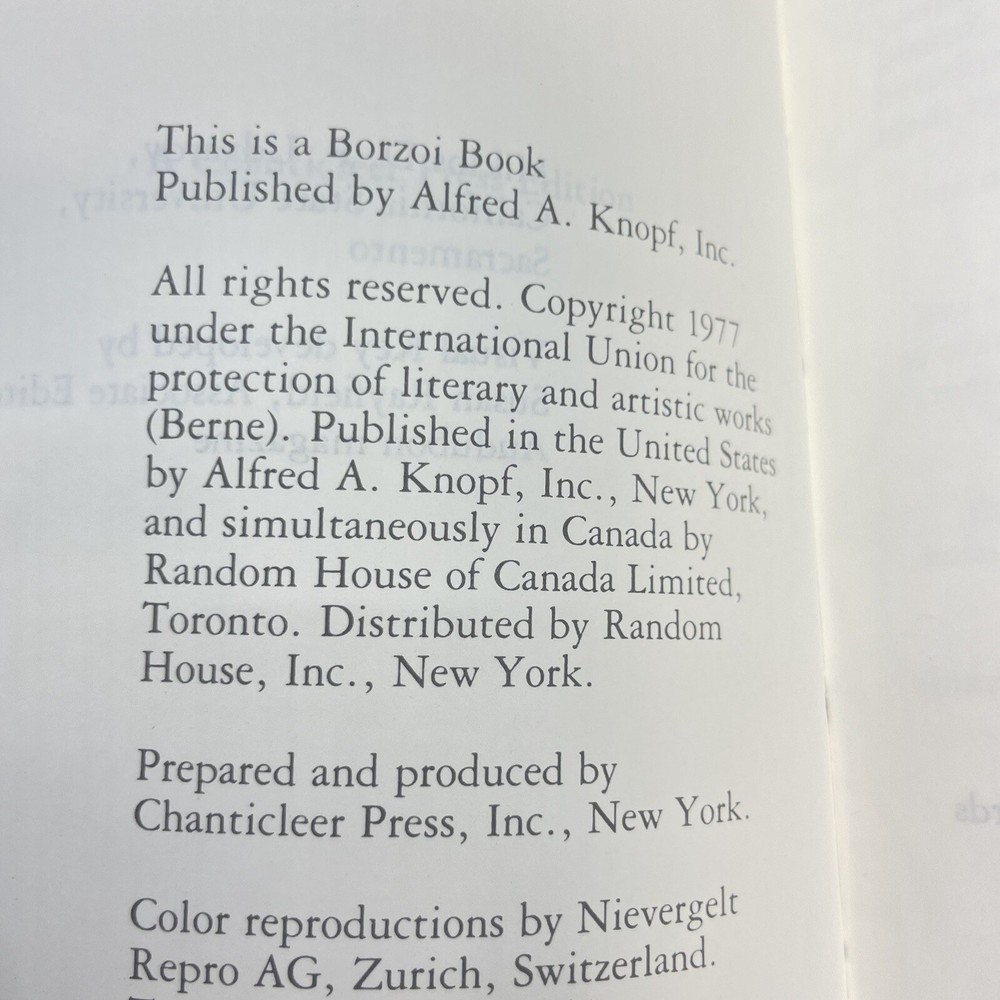 This is a Borzoi Book
Published by Alfred A. Knopf, Inc.
All rights reserved. Copyright 1977
under the International Union for the
protection of literary and artistic works
(Berne). Published in the United States
by Alfred A. Knopf, Inc., New York,
and simultaneously in Canada by
Random House of Canada Limited,
Toronto. Distributed by Random
House, Inc., New York.
Prepared and produced by
Chanticleer Press, Inc., New York.
Color reproductions by Nievergelt
Repro AG, Zurich, Switzerland.